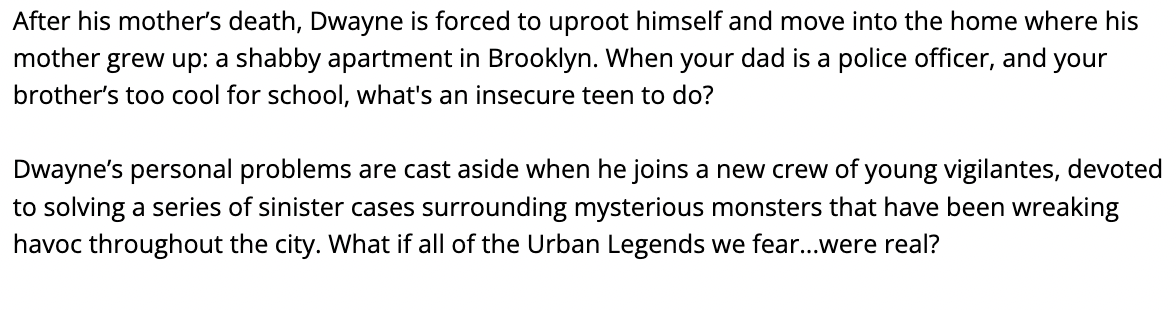 After his mother’s death, Dwayne is forced to uproot himself and move into the home where his
mother grew up: a shabby apartment in Brooklyn. When your dad is a police officer, and your
brother’s too cool for school, what's an insecure teen to do?
Dwayne’s personal problems are cast aside when he joins a new crew of young vigilantes, devoted
to solving a series of sinister cases surrounding mysterious monsters that have been wreaking
havoc throughout the city. What if all of the Urban Legends we fear...were real?